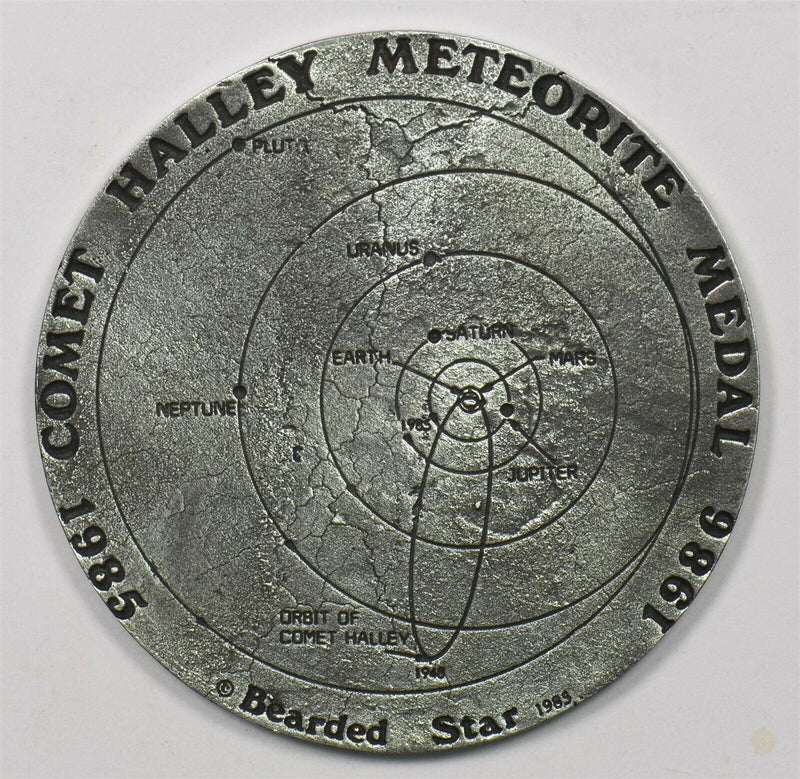 1985 COMET HALLEY METEORITE MEDAL 1986
PLUTO
URANUS
SATURN
EARTH
MARS
NEPTUNE
1985
JUPITER
ORBIT OF
COMET HALLEY
1948
© Bearded Star 1985.